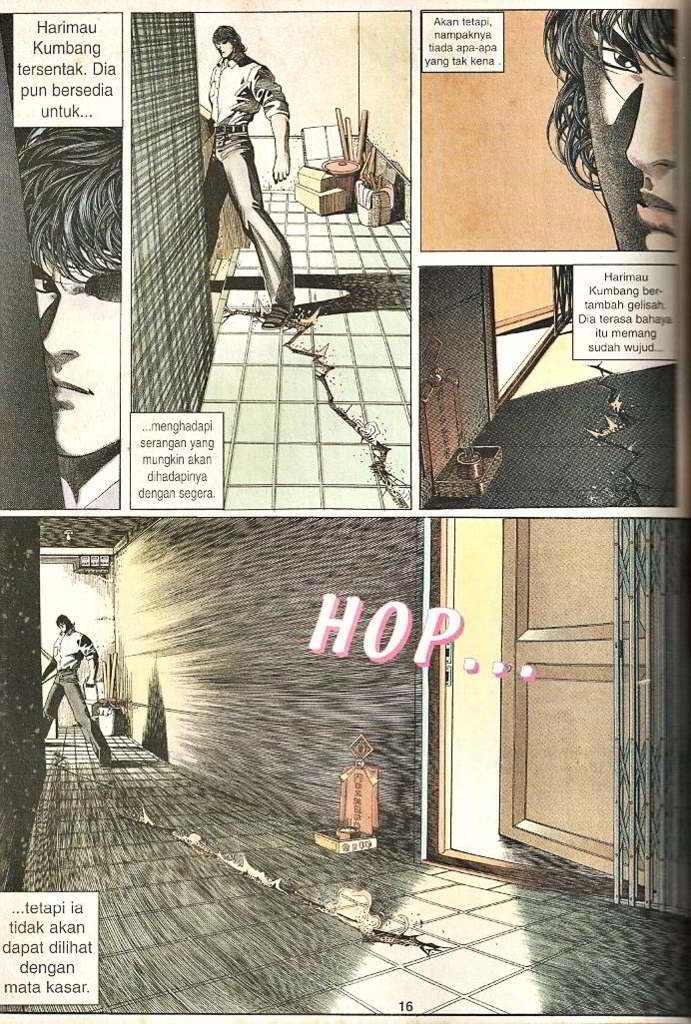 Harimau
Kumbang
tersentak. Dia
pun bersedia
untuk...
...menghadapi
serangan yang
mungkin akan
dihadapinya
dengan segera.
Akan tetapi,
nampaknya
tiada apa-apa
yang tak kena .
Harimau
Kumbang ber-
tambah gelisah.
Dia terasa bahaya
itu memang
sudah wujud...
HOP...
...tetapi ia
tidak akan
dapat dilihat
dengan
mata kasar.
16